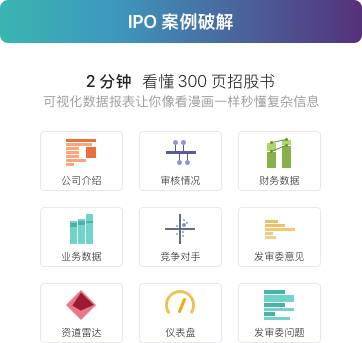 IPO 案例破解
2 分钟 看懂 300 页招股书
可视化数据报表让你像看漫画一样秒懂复杂信息
公司介绍 审核情况 财务数据
业务数据 竞争对手 发审委意见
资道雷达 仪表盘 发审委问题